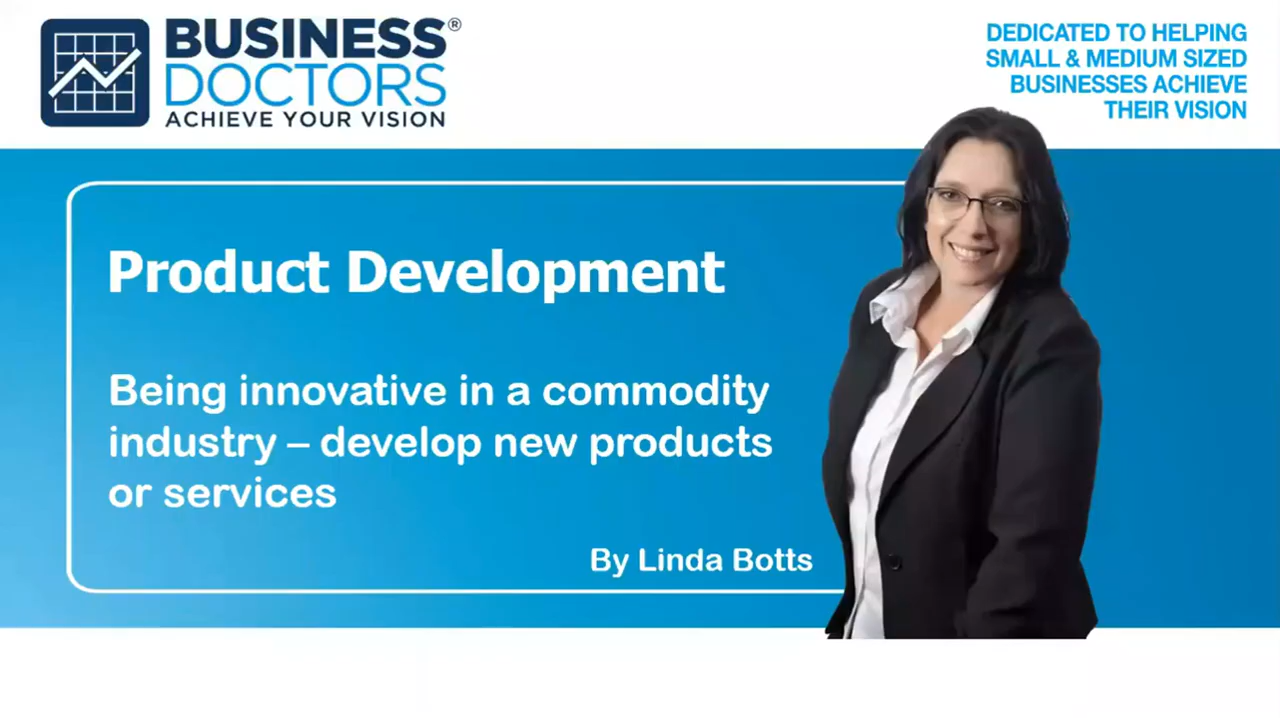 BUSINESS®
DOCTORS
ACHIEVE YOUR VISION
DEDICATED TO HELPING
SMALL & MEDIUM SIZED
BUSINESSES ACHIEVE
THEIR VISION
Product Development
Being innovative in a commodity
industry – develop new products
or services
By Linda Botts